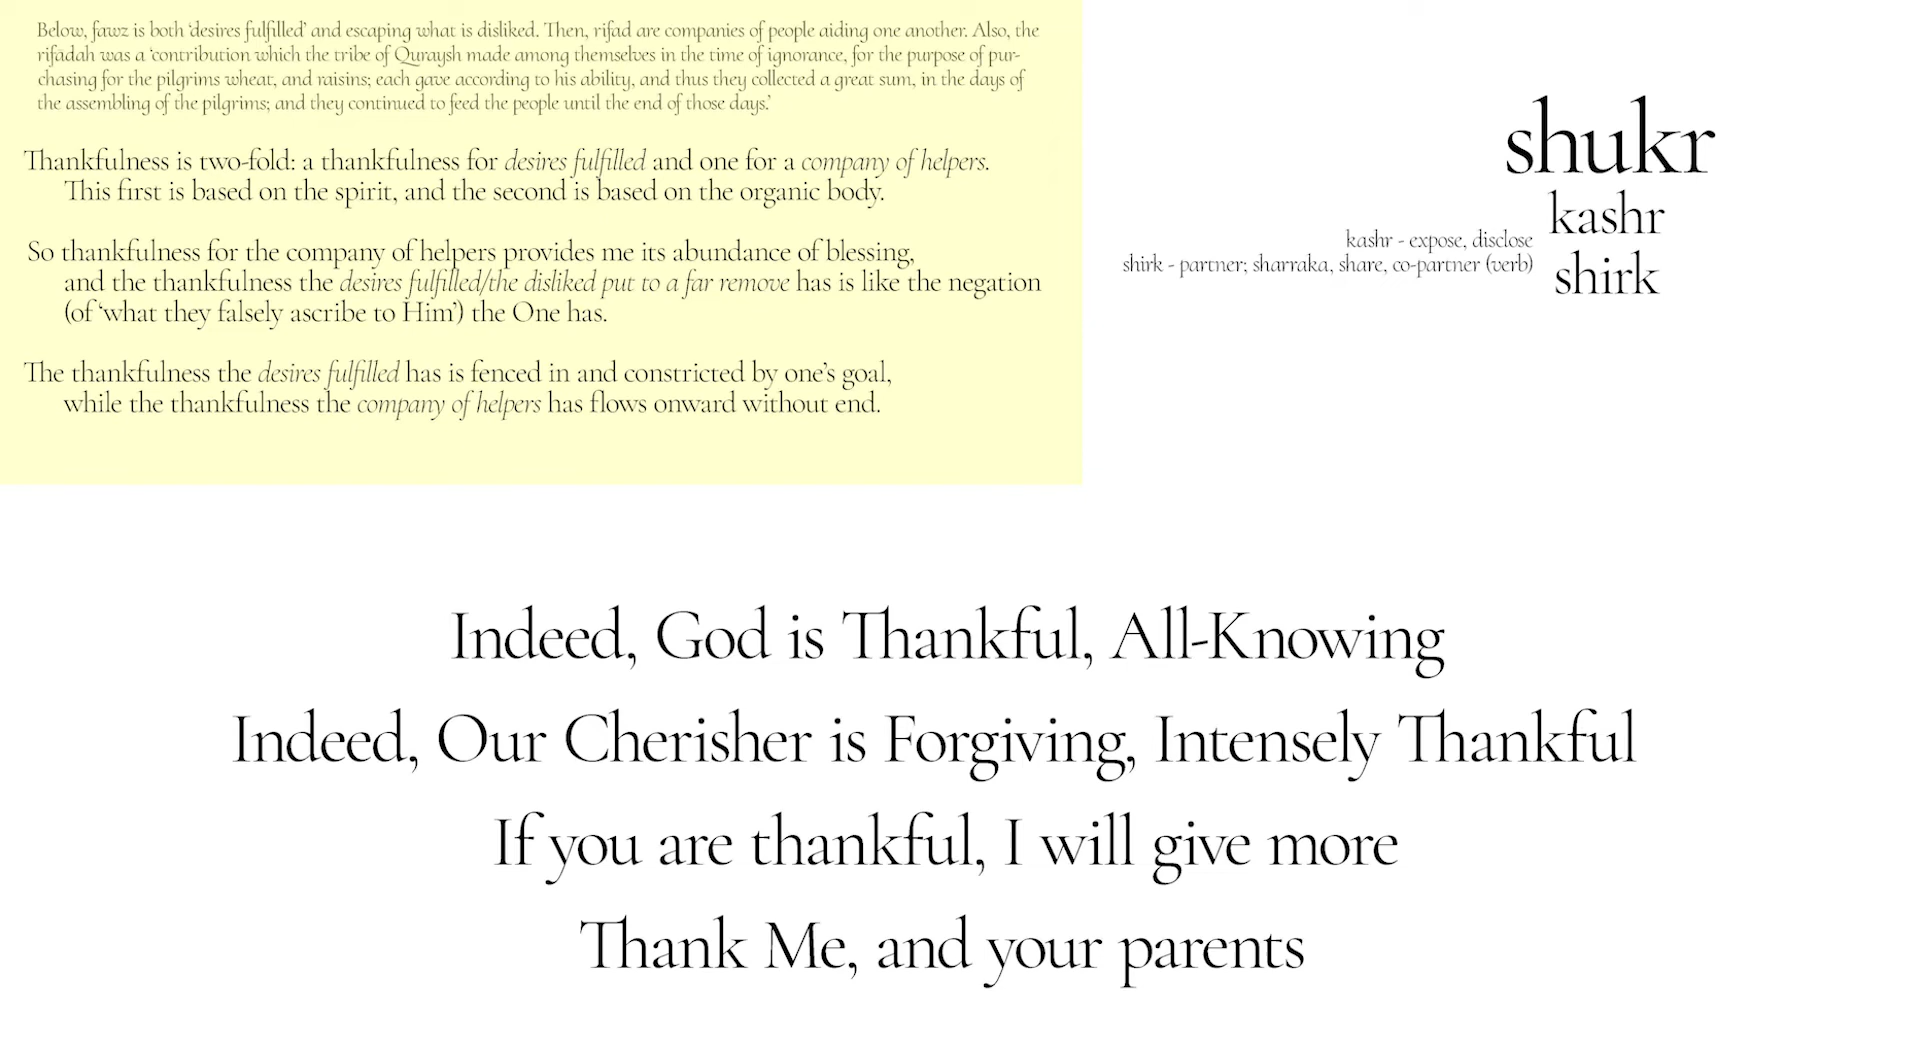 Below, fawz is both ‘desires fulfilled’ and escaping what is disliked. Then, rifad are companies of people aiding one another. Also, the
rifādah was a ‘contribution which the tribe of Quraysh made among themselves in the time of ignorance, for the purpose of pur-
chasing for the pilgrims wheat, and raisins; each gave according to his ability, and thus they collected a great sum, in the days of
the assembling of the pilgrims; and they continued to feed the people until the end of those days.’
Thankfulness is two-fold: a thankfulness for desires fulfilled and one for a company of helpers.
This first is based on the spirit, and the second is based on the organic body.
So thankfulness for the company of helpers provides me its abundance of blessing,
and the thankfulness the desires fulfilled/the disliked put to a far remove has is like the negation
(of ‘what they falsely ascribe to Him’) the One has.
The thankfulness the desires fulfilled has is fenced in and constricted by one’s goal,
while the thankfulness the company of helpers has flows onward without end.
shukr
kashr
shirk
kashr - expose, disclose
shirk - partner; sharraka, share, co-partner (verb)
Indeed, God is Thankful, All-Knowing
Indeed, Our Cherisher is Forgiving, Intensely Thankful
If you are thankful, I will give more
Thank Me, and your parents